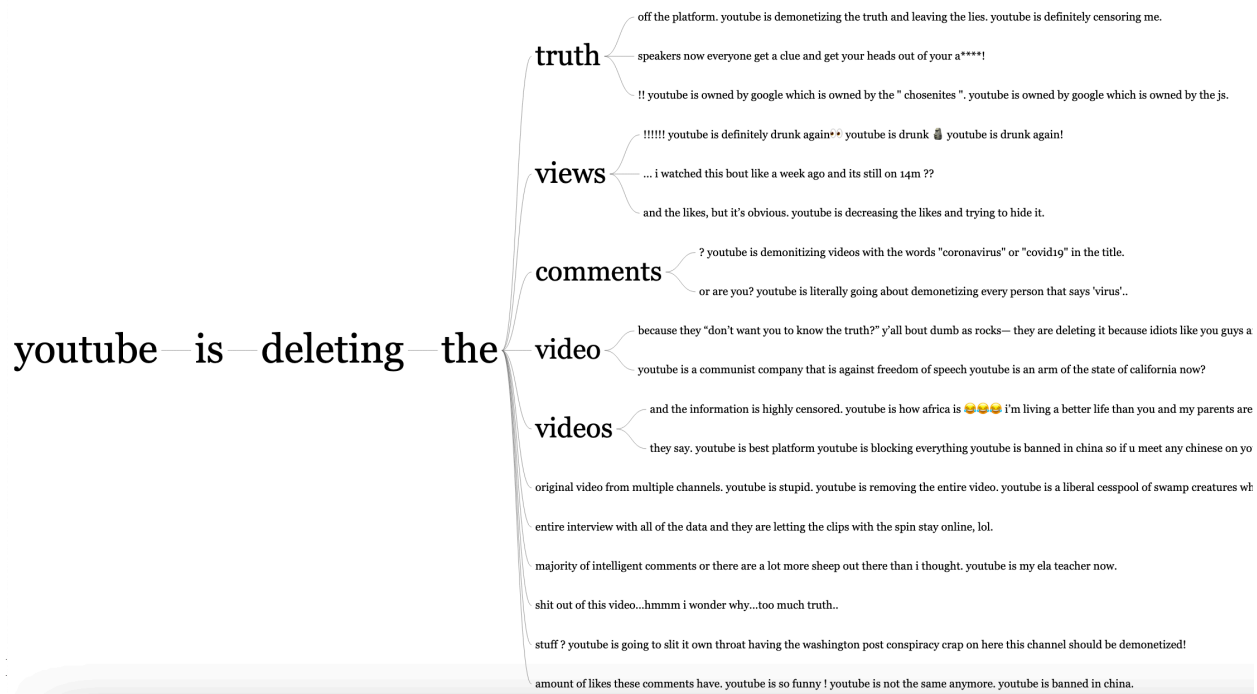 youtube is deleting the
truth
off the platform. youtube is demonetizing the truth and leaving the lies. youtube is definitely censoring me.
speakers now everyone get a clue and get your heads out of your a****!
!! youtube is owned by google which is owned by the " chosenites ". youtube is owned by google which is owned by the js.
views
!!!!!! youtube is definitely drunk again👀 youtube is drunk youtube is drunk again!
... i watched this bout like a week ago and its still on 14m ??
and the likes, but it’s obvious. youtube is decreasing the likes and trying to hide it.
comments
? youtube is demonitizing videos with the words "coronavirus" or "covid19" in the title.
or are you? youtube is literally going about demonetizing every person that says 'virus'..
video
because they “don’t want you to know the truth?” y’all bout dumb as rocks— they are deleting it because idiots like you guys a
youtube is a communist company that is against freedom of speech youtube is an arm of the state of california now?
videos
and the information is highly censored. youtube is how africa is 😂😂😂 i’m living a better life than you and my parents are
they say. youtube is best platform youtube is blocking everything youtube is banned in china so if u meet any chinese on yo
original video from multiple channels. youtube is stupid. youtube is removing the entire video. youtube is a liberal cesspool of swamp creatures wh
entire interview with all of the data and they are letting the clips with the spin stay online, lol.
majority of intelligent comments or there are a lot more sheep out there than i thought. youtube is my ela teacher now.
shit out of this video...hmmm i wonder why...too much truth..
stuff ? youtube is going to slit it own throat having the washington post conspiracy crap on here this channel should be demonetized!
amount of likes these comments have. youtube is so funny ! youtube is not the same anymore. youtube is banned in china.